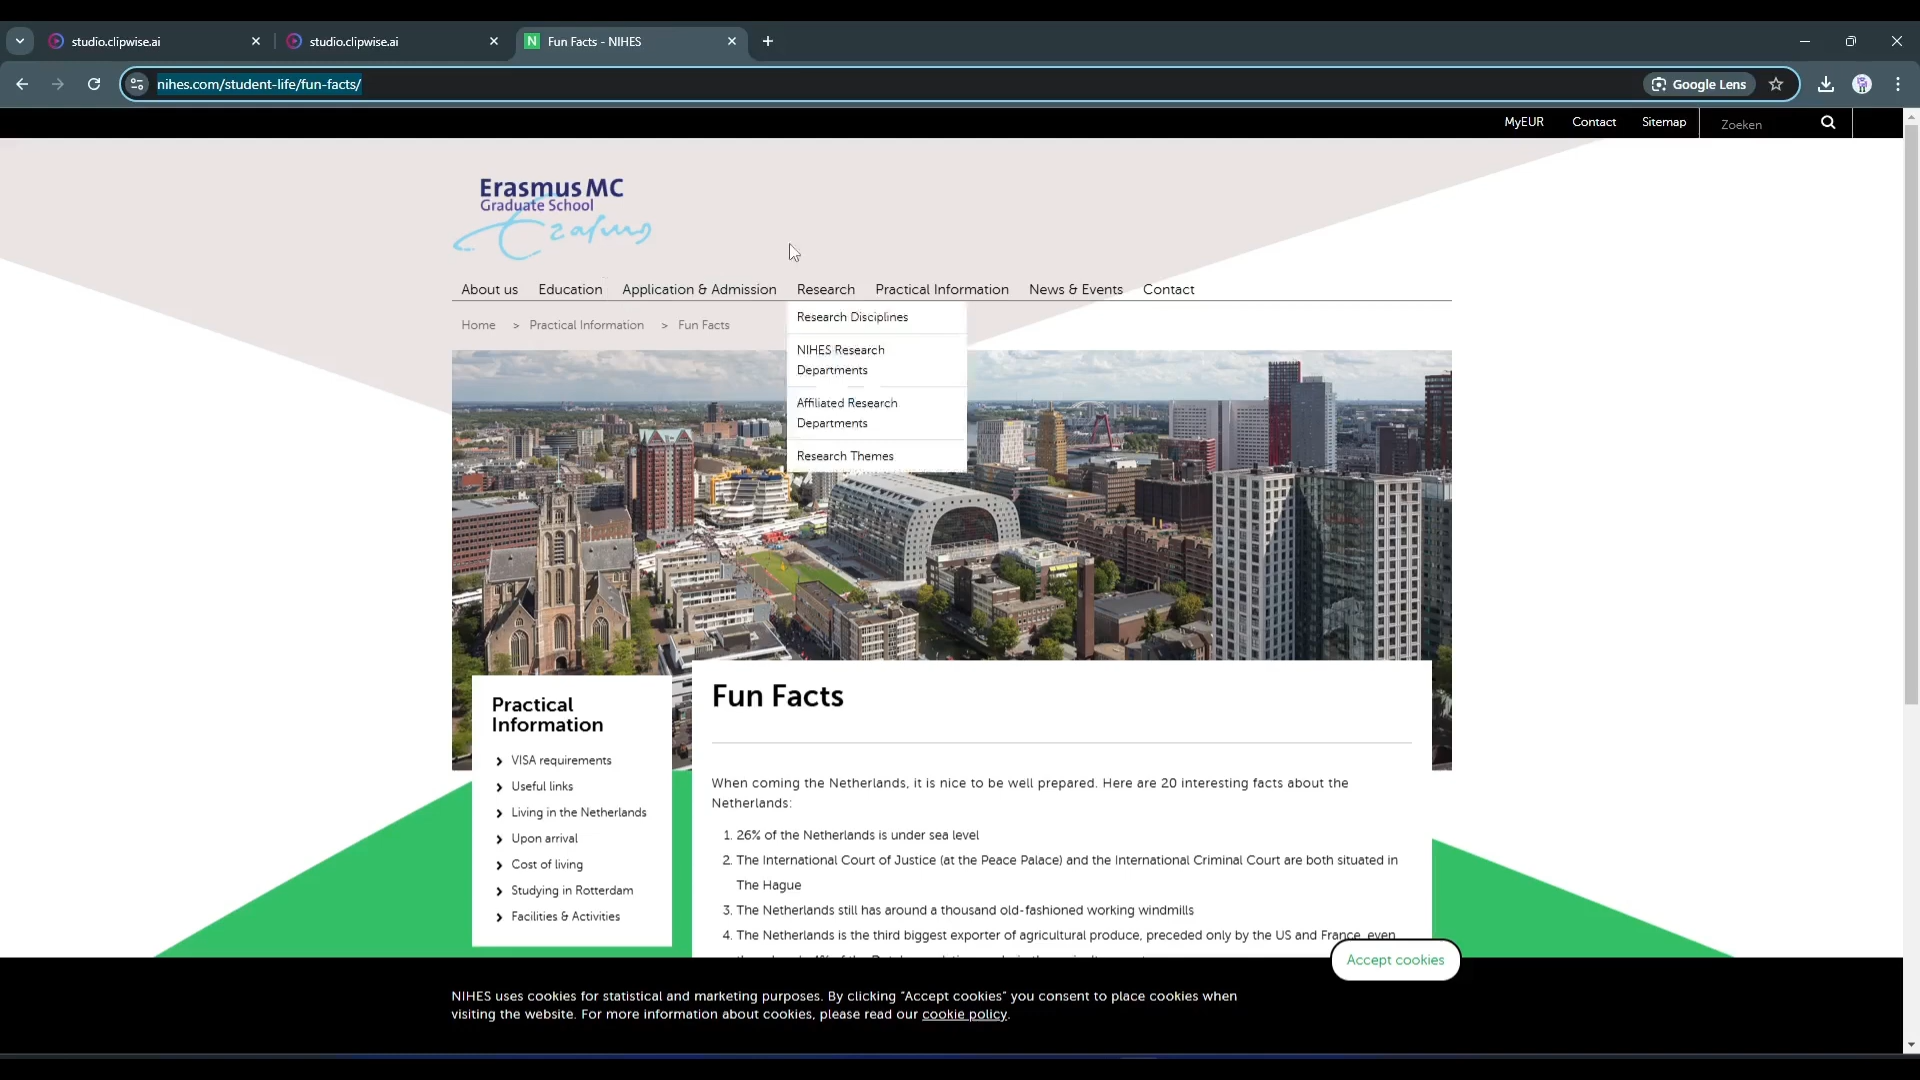 studio.clipwise.ai
studio.clipwise.ai
N Fun Facts - NIHES
nihes.com/student-life/fun-facts/
Google Lens
MyEUR
Contact
Sitemap
Zoeken
Erasmus MC
Graduate School
Erasmus
About us
Education
Application & Admission
Research
Practical Information
News & Events
Contact
Home > Practical Information > Fun Facts
Research Disciplines
NIHES Research
Departments
Affiliated Research
Departments
Research Themes
Practical
Information
VISA requirements
Useful links
Living in the Netherlands
Upon arrival
Cost of living
Studying in Rotterdam
Facilities & Activities
Fun Facts
When coming the Netherlands, it is nice to be well prepared. Here are 20 interesting facts about the
Netherlands:
1. 26% of the Netherlands is under sea level
2. The International Court of Justice (at the Peace Palace) and the International Criminal Court are both situated in
The Hague
3. The Netherlands still has around a thousand old-fashioned working windmills
4. The Netherlands is the third biggest exporter of agricultural produce, preceded only by the US and France, even
Accept cookies
NIHES uses cookies for statistical and marketing purposes. By clicking "Accept cookies" you consent to place cookies when
visiting the website. For more information about cookies, please read our cookie policy.